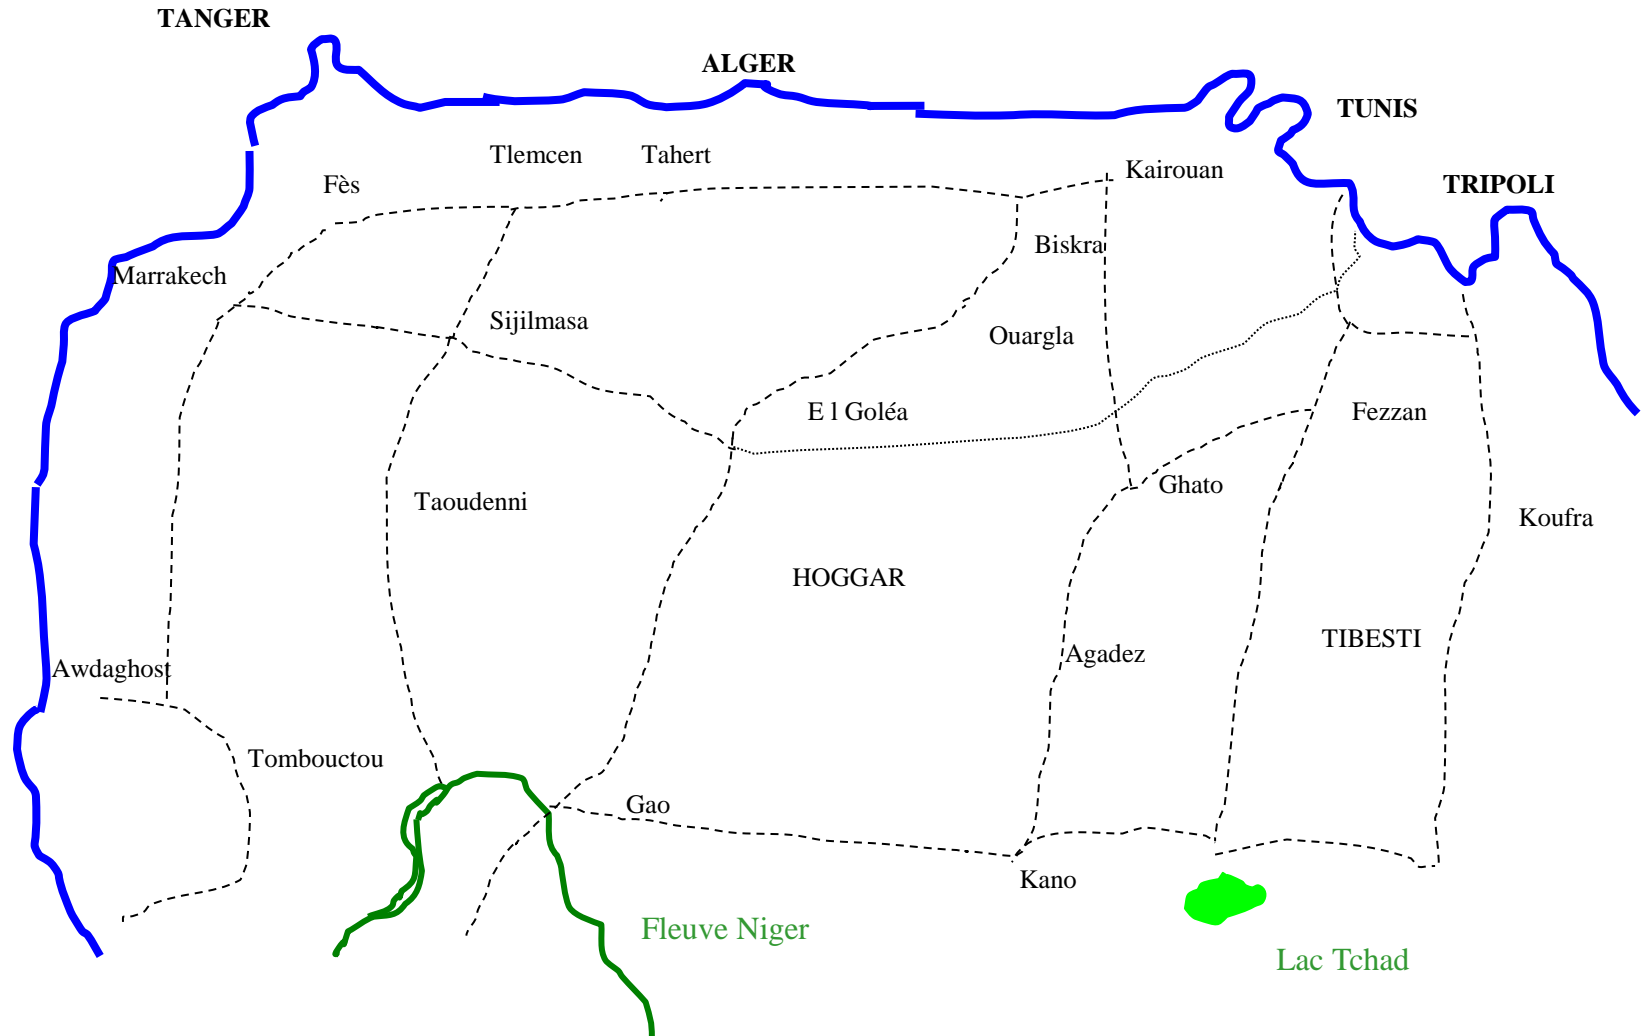 TANGER
ALGER
TUNIS
Tlemcen
Tahert
Kairouan
Fès
TRIPOLI
Biskra
Marrakech
Sijilmasa
Ouargla
E l Goléa
Fezzan
Ghato
Taoudenni
Koufra
HOGGAR
TIBESTI
Agadez
Awdaghost
Tombouctou
Gao
Kano
Fleuve Niger
Lac Tchad